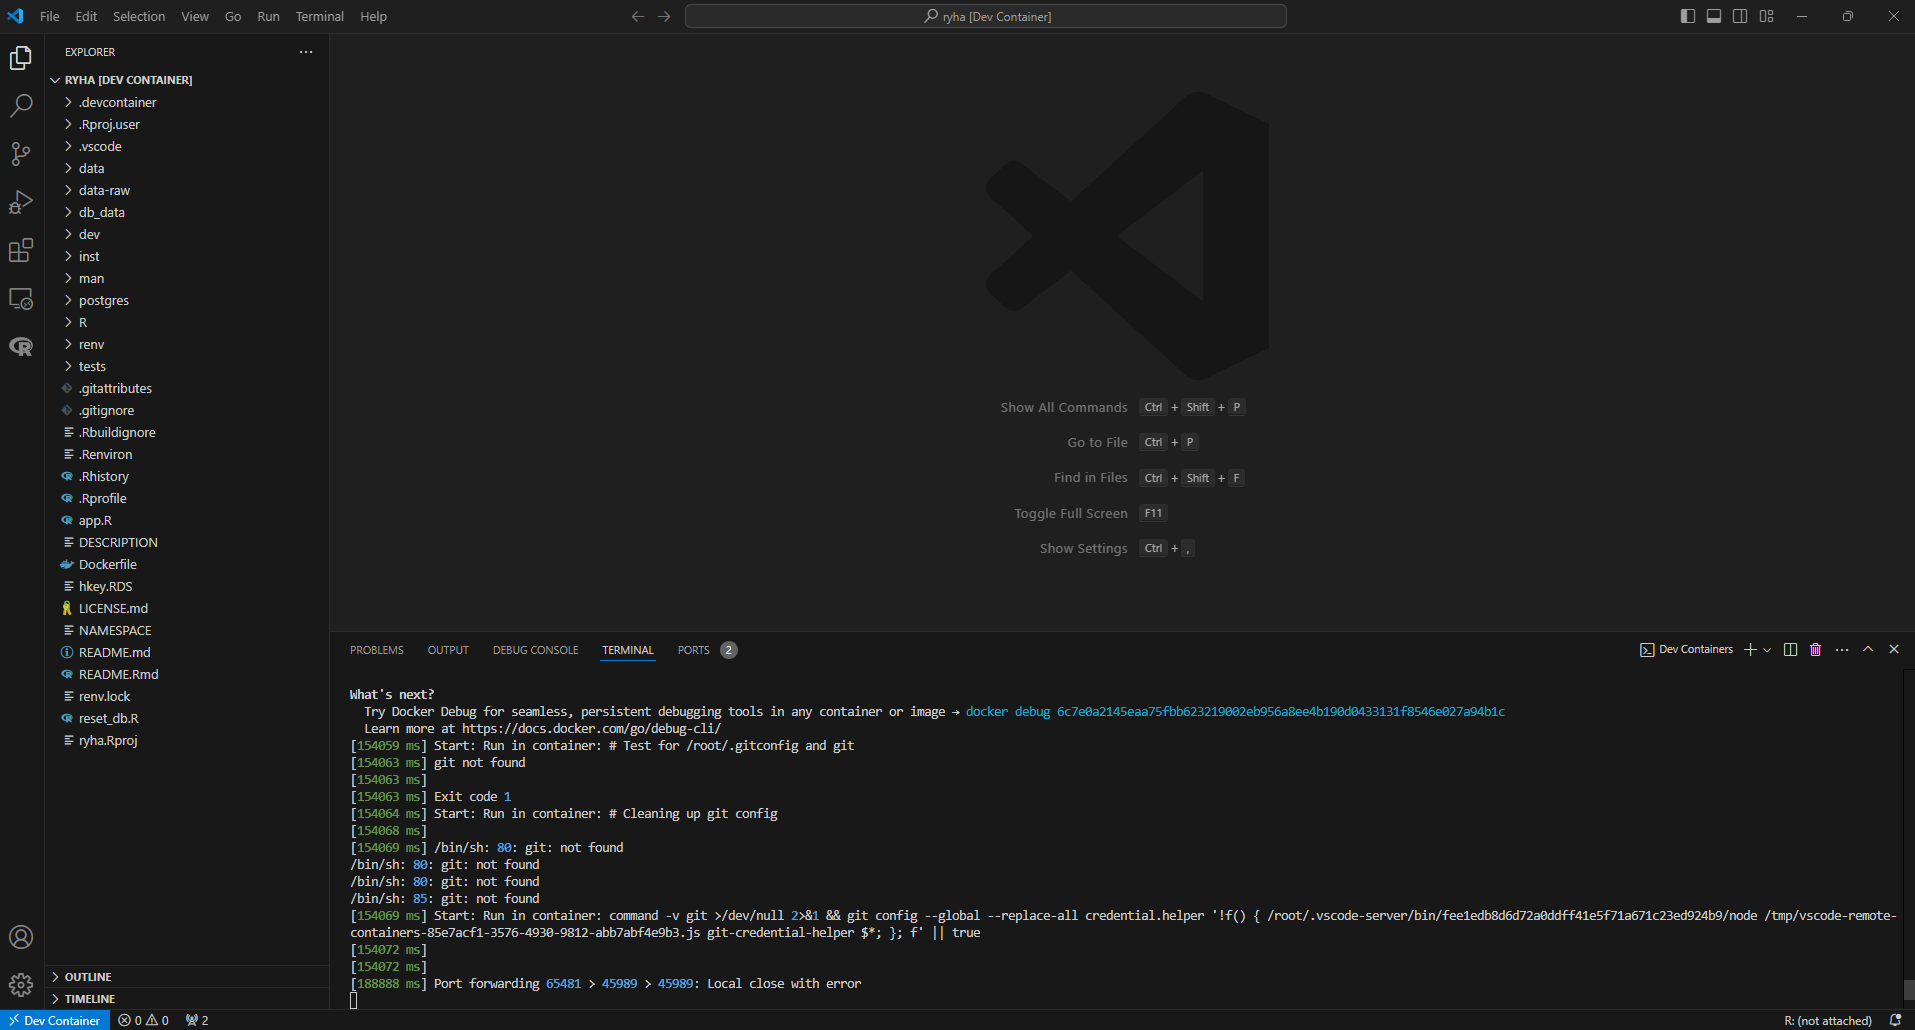 File Edit Selection View Go Run Terminal Help
ryha [Dev Container]
EXPLORER
RYHA [DEV CONTAINER]
.devcontainer
.Rproj.user
.vscode
data
data-raw
db_data
dev
inst
man
postgres
R
renv
tests
.gitattributes
.gitignore
.Rbuildignore
.Renviron
.Rhistory
.Rprofile
app.R
DESCRIPTION
Dockerfile
hkey.RDS
LICENSE.md
NAMESPACE
README.md
README.Rmd
renv.lock
reset_db.R
ryha.Rproj
OUTLINE
TIMELINE
Show All Commands Ctrl + Shift + P
Go to File Ctrl + P
Find in Files Ctrl + Shift + F
Toggle Full Screen F11
Show Settings Ctrl + ,
PROBLEMS OUTPUT DEBUG CONSOLE TERMINAL PORTS 2
Dev Containers
What's next?
Try Docker Debug for seamless, persistent debugging tools in any container or image → docker debug 6c7e0a2145eaa75fbb623219002eb956a8ee4b190d0433131f8546e027a94b1c
Learn more at https://docs.docker.com/go/debug-cli/
[154059 ms] Start: Run in container: # Test for /root/.gitconfig and git
[154063 ms] git not found
[154063 ms]
[154063 ms] Exit code 1
[154064 ms] Start: Run in container: # Cleaning up git config
[154068 ms]
[154069 ms] /bin/sh: 80: git: not found
/bin/sh: 80: git: not found
/bin/sh: 80: git: not found
/bin/sh: 85: git: not found
[154069 ms] Start: Run in container: command -v git >/dev/null 2>&1 && git config --global --replace-all credential.helper '!f() { /root/.vscode-server/bin/fee1edb8d6d72a0ddff41e5f71a671c23ed924b9/node /tmp/vscode-remote-
containers-85e7acf1-3576-4930-9812-abb7abf4e9b3.js git-credential-helper $*; }; f' || true
[154072 ms]
[154072 ms]
[188888 ms] Port forwarding 65481 > 45989 > 45989: Local close with error
Dev Container 0 0 2
R: (not attached)